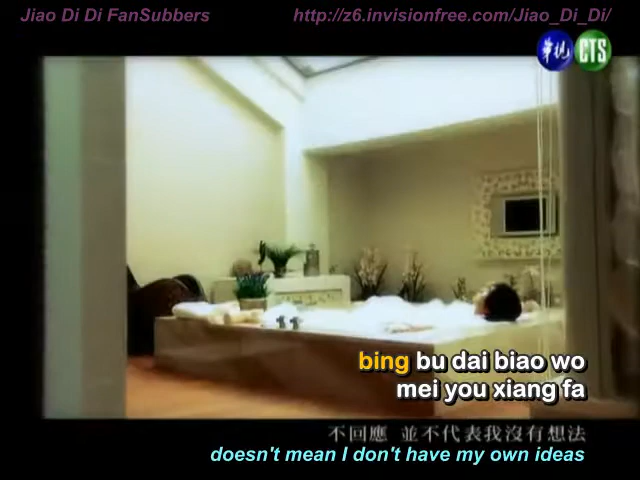 Jiao Di Di FanSubbers http://z6.invisionfree.com/Jiao_Di_Di/
華視 CTS
bing bu dai biao wo
mei you xiang fa
不回應 並不代表我沒有想法
doesn't mean I don't have my own ideas